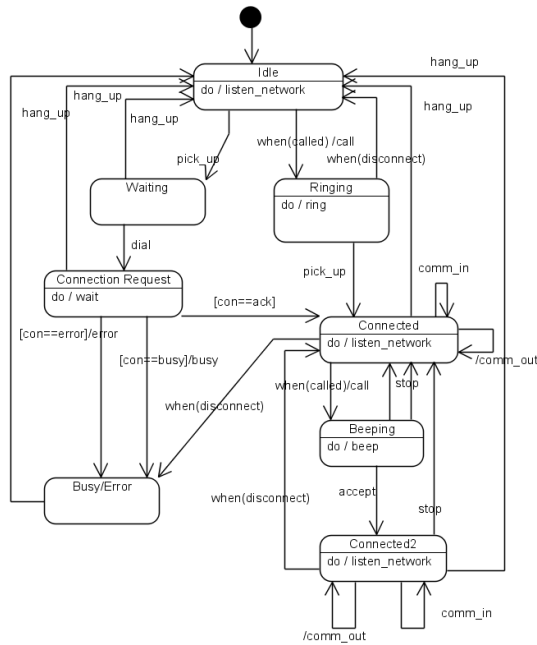 Idle
do / listen_network
hang_up
hang_up
hang_up
hang_up
hang_up
pick_up
when(called) /call
when(disconnect)
Waiting
Ringing
do / ring
dial
Connection Request
do / wait
pick_up
comm_in
[con==ack]
[con==error]/error
[con==busy]/busy
Connected
do / listen_network
/comm_out
when(called)/call
stop
when(disconnect)
Beeping
do / beep
Busy/Error
when(disconnect)
accept
stop
Connected2
do / listen_network
comm_in
/comm_out